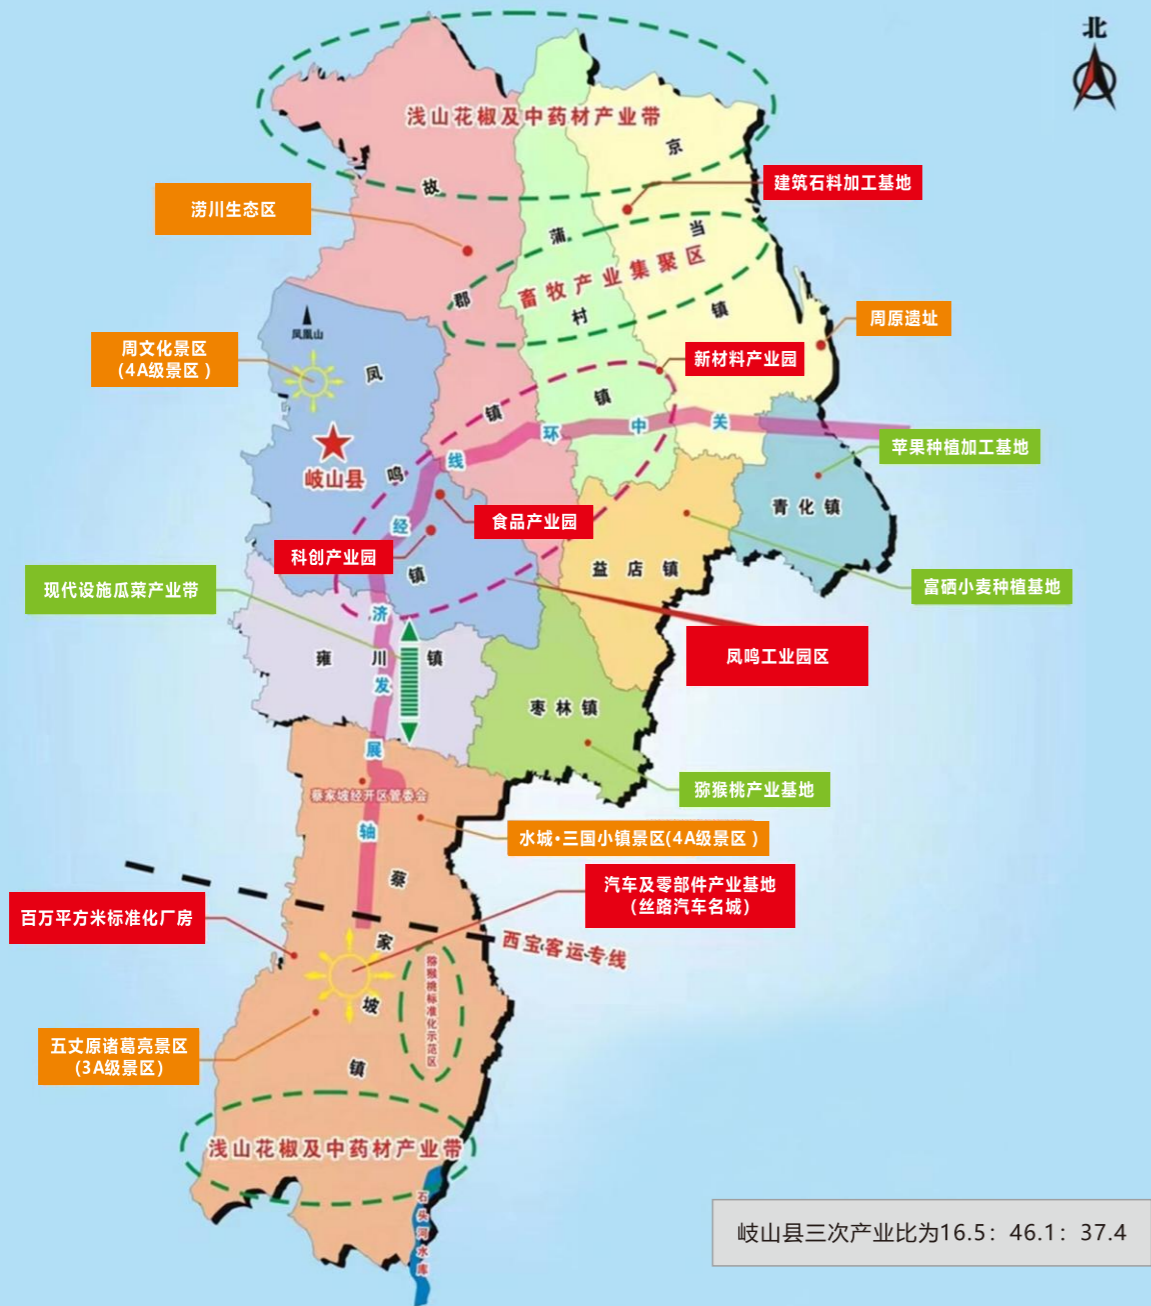 北
浅山花椒及中药材产业带
京
当
镇
故
郡
镇
蒲
村
镇
建筑石料加工基地
涝川生态区
畜牧产业集聚区
周原遗址
凤凰山
周文化景区
(4A级景区)
凤
鸣
镇
新材料产业园
关
中
环
线
经
济
发
展
轴
岐山县
苹果种植加工基地
青化镇
食品产业园
科创产业园
益店镇
现代设施瓜菜产业带
富硒小麦种植基地
雍川镇
凤鸣工业园区
枣林镇
猕猴桃产业基地
蔡家坡经开区管委会
水城·三国小镇景区(4A级景区)
蔡
家
坡
镇
汽车及零部件产业基地
(丝路汽车名城)
百万平方米标准化厂房
西宝客运专线
猕猴桃标准化示范区
五丈原诸葛亮景区
(3A级景区)
浅山花椒及中药材产业带
石头河水库
岐山县三次产业比为16.5：46.1：37.4